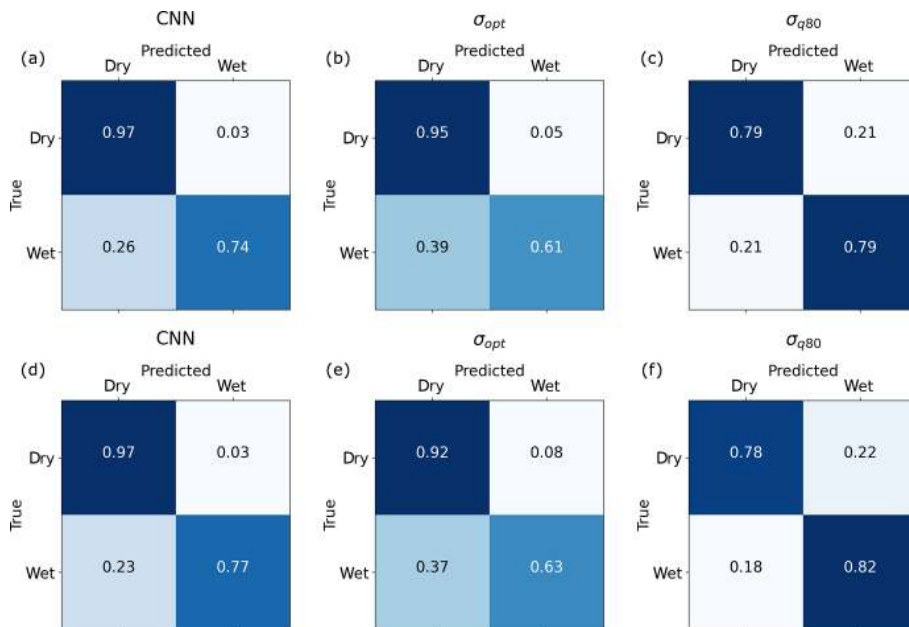 CNN σopt σq80
(a) Predicted (b) Predicted (c) Predicted
Dry Wet Dry Wet Dry Wet
Dry 0.97 0.03 Dry 0.95 0.05 Dry 0.79 0.21
True True True
Wet 0.26 0.74 Wet 0.39 0.61 Wet 0.21 0.79
CNN σopt σq80
(d) Predicted (e) Predicted (f) Predicted
Dry Wet Dry Wet Dry Wet
Dry 0.97 0.03 Dry 0.92 0.08 Dry 0.78 0.22
True True True
Wet 0.23 0.77 Wet 0.37 0.63 Wet 0.18 0.82